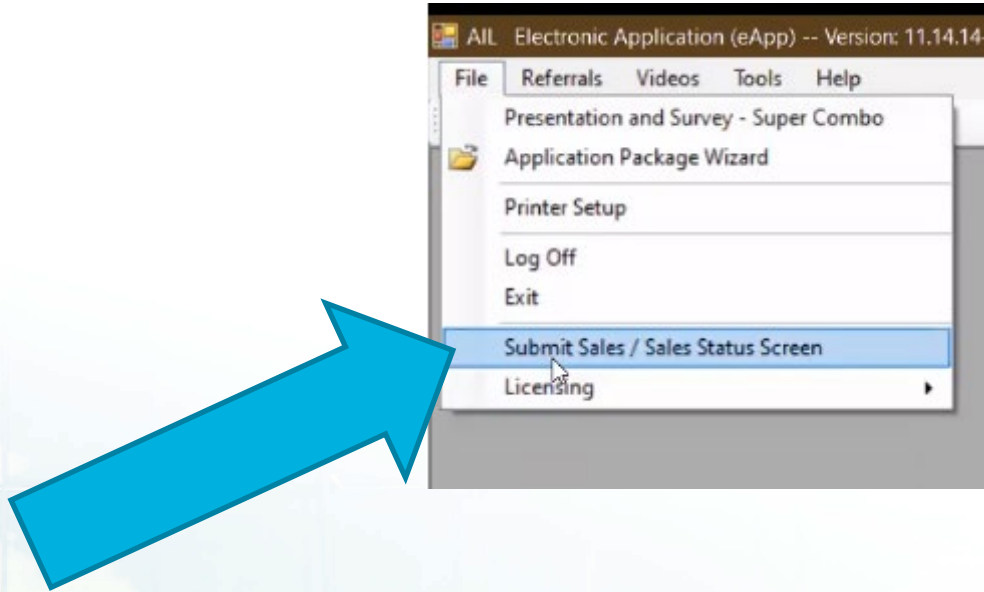 AIL Electronic Application (eApp) -- Version: 11.14.14-
File Referrals Videos Tools Help
Presentation and Survey - Super Combo
Application Package Wizard
Printer Setup
Log Off
Exit
Submit Sales / Sales Status Screen
Licensing